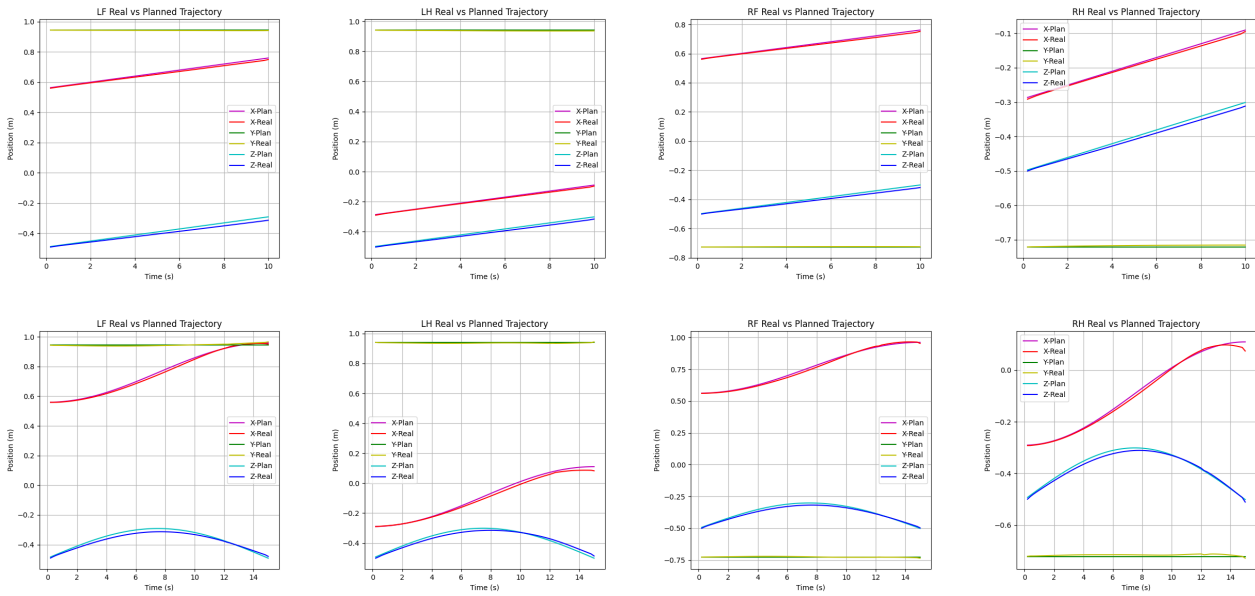 LF Real vs Planned Trajectory
1.0
0.8
0.6
0.4
0.2
0.0
−0.2
−0.4
Position (m)
X-Plan
X-Real
Y-Plan
Y-Real
Z-Plan
Z-Real
0 2 4 6 8 10
Time (s)
LH Real vs Planned Trajectory
1.0
0.8
0.6
0.4
0.2
0.0
−0.2
−0.4
Position (m)
X-Plan
X-Real
Y-Plan
Y-Real
Z-Plan
Z-Real
0 2 4 6 8 10
Time (s)
RF Real vs Planned Trajectory
0.8
0.6
0.4
0.2
0.0
−0.2
−0.4
−0.6
−0.8
Position (m)
X-Plan
X-Real
Y-Plan
Y-Real
Z-Plan
Z-Real
0 2 4 6 8 10
Time (s)
RH Real vs Planned Trajectory
−0.1
−0.2
−0.3
−0.4
−0.5
−0.6
−0.7
Position (m)
X-Plan
X-Real
Y-Plan
Y-Real
Z-Plan
Z-Real
0 2 4 6 8 10
Time (s)
LF Real vs Planned Trajectory
1.0
0.8
0.6
0.4
0.2
0.0
−0.2
−0.4
Position (m)
X-Plan
X-Real
Y-Plan
Y-Real
Z-Plan
Z-Real
0 2 4 6 8 10 12 14
Time (s)
LH Real vs Planned Trajectory
1.0
0.8
0.6
0.4
0.2
0.0
−0.2
−0.4
Position (m)
X-Plan
X-Real
Y-Plan
Y-Real
Z-Plan
Z-Real
0 2 4 6 8 10 12 14
Time (s)
RF Real vs Planned Trajectory
1.00
0.75
0.50
0.25
0.00
−0.25
−0.50
−0.75
Position (m)
X-Plan
X-Real
Y-Plan
Y-Real
Z-Plan
Z-Real
0 2 4 6 8 10 12 14
Time (s)
RH Real vs Planned Trajectory
0.0
−0.2
−0.4
−0.6
Position (m)
X-Plan
X-Real
Y-Plan
Y-Real
Z-Plan
Z-Real
0 2 4 6 8 10 12 14
Time (s)